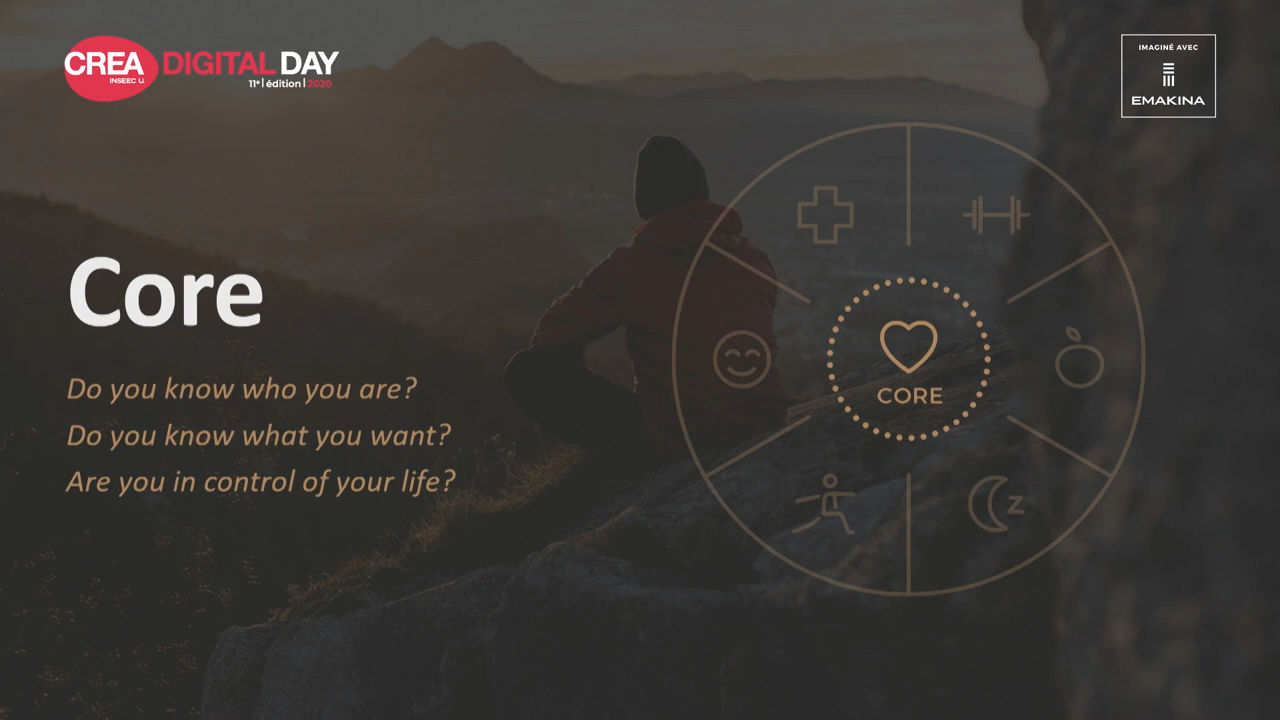 CREA DIGITAL DAY
INSEEC U.
11e | édition | 2020
IMAGINÉ AVEC
EMAKINA
Core
Do you know who you are?
Do you know what you want?
Are you in control of your life?
CORE
z